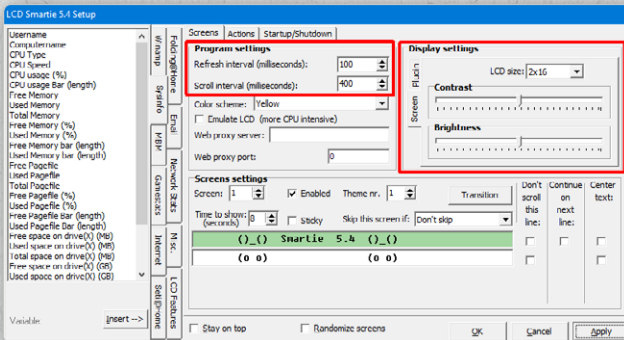 LCD Smartie 5.4 Setup
Username
Computername
CPU Type
CPU Speed
CPU usage (%)
CPU usage Bar (length)
Free Memory
Used Memory
Total Memory
Free Memory (%)
Used Memory (%)
Free Memory bar (length)
Used Memory bar (length)
Free Pagefile
Used Pagefile
Total Pagefile
Free Pagefile (%)
Used Pagefile (%)
Free Pagefile Bar (length)
Used Pagefile Bar (length)
Free space on drive(X) (MB)
Used space on drive(X) (MB)
Total space on drive(X) (MB)
Free space on drive(X) (GB)
Used space on drive(X) (GB)
Variable:
Insert -->
Winamp
Sysinfo
MBM
Gamestats
Internet
Seti@Home
Folding@Home
Email
Network Stats
Misc.
LCD Features
Screens
Actions
Startup/Shutdown
Program settings
Refresh interval (milliseconds):
100
Scroll interval (miliseconds):
400
Color scheme:
Yellow
Emulate LCD (more CPU intensive)
Web proxy server:
Web proxy port:
0
Display settings
Plugin
Screen
LCD size:
2x16
Contrast
Brightness
Screens settings
Screen:
1
Enabled
Theme nr.
1
Transition
Time to show:
(seconds)
8
Sticky
Skip this screen if:
Don't skip
()_() Smartie 5.4 ()_()
(o o) (o o)
Don't
scroll
this
line:
Continue
on
next
line:
Center
text:
Stay on top
Randomize screens
OK
Cancel
Apply